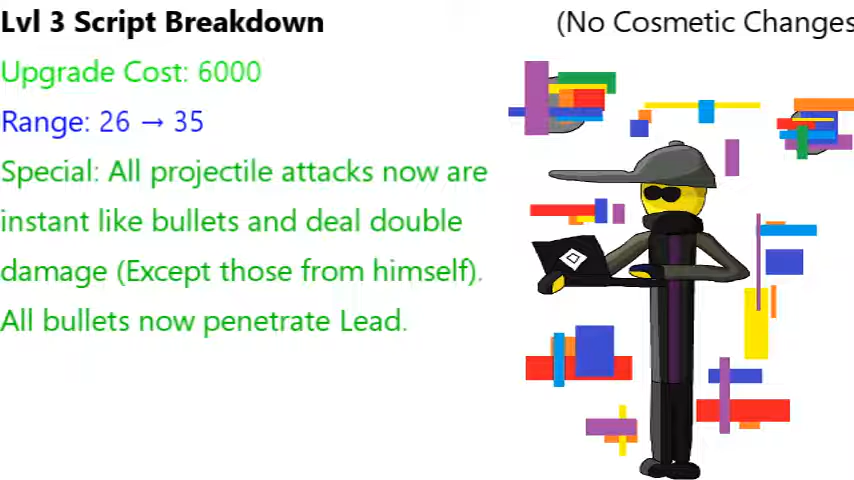 Lvl 3 Script Breakdown
(No Cosmetic Changes
Upgrade Cost: 6000
Range: 26 → 35
Special: All projectile attacks now are
instant like bullets and deal double
damage (Except those from himself).
All bullets now penetrate Lead.